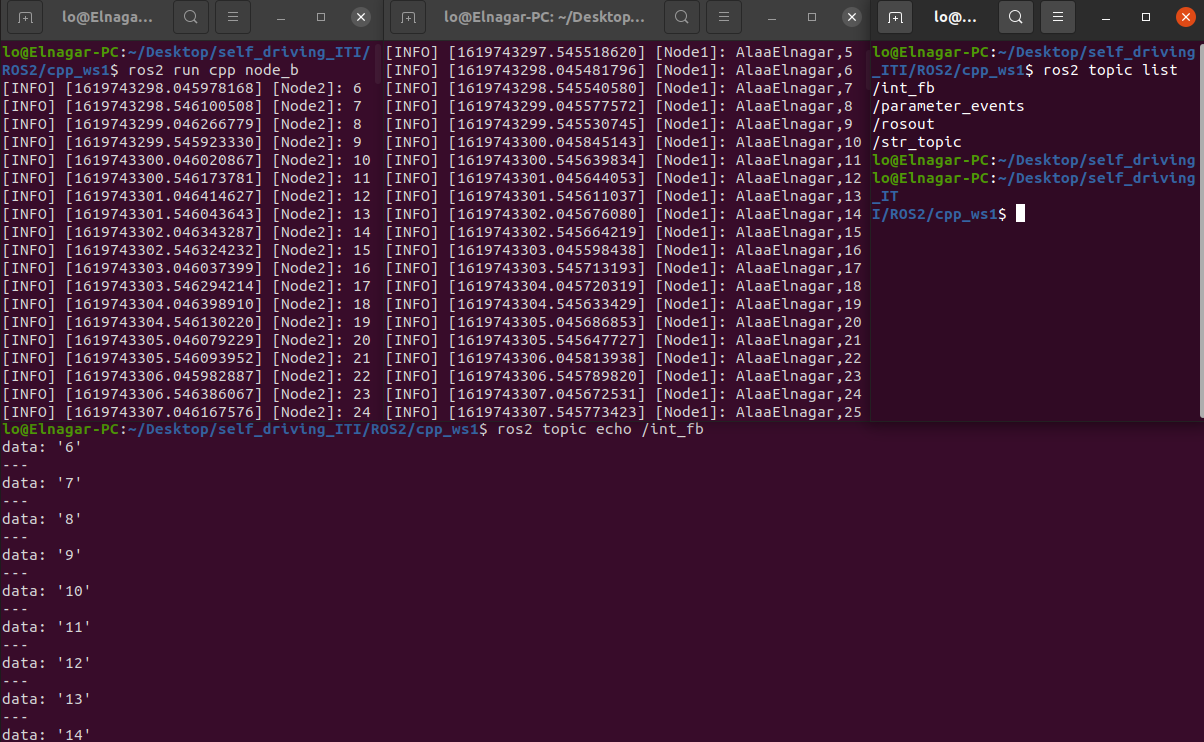 lo@Elnaga...
lo@Elnagar-PC:~/Desktop/self_driving_ITI/
ROS2/cpp_ws1$ ros2 run cpp node_b
[INFO] [1619743298.045978168] [Node2]: 6
[INFO] [1619743298.546100508] [Node2]: 7
[INFO] [1619743299.046266779] [Node2]: 8
[INFO] [1619743299.545923330] [Node2]: 9
[INFO] [1619743300.046020867] [Node2]: 10
[INFO] [1619743300.546173781] [Node2]: 11
[INFO] [1619743301.046414627] [Node2]: 12
[INFO] [1619743301.546043643] [Node2]: 13
[INFO] [1619743302.046343287] [Node2]: 14
[INFO] [1619743302.546324232] [Node2]: 15
[INFO] [1619743303.046037399] [Node2]: 16
[INFO] [1619743303.546294214] [Node2]: 17
[INFO] [1619743304.046398910] [Node2]: 18
[INFO] [1619743304.546130220] [Node2]: 19
[INFO] [1619743305.046079229] [Node2]: 20
[INFO] [1619743305.546093952] [Node2]: 21
[INFO] [1619743306.045982887] [Node2]: 22
[INFO] [1619743306.546386067] [Node2]: 23
[INFO] [1619743307.046167576] [Node2]: 24
lo@Elnagar-PC: ~/Desktop...
[INFO] [1619743297.545518620] [Node1]: AlaaElnagar,5
[INFO] [1619743298.045481796] [Node1]: AlaaElnagar,6
[INFO] [1619743298.545540580] [Node1]: AlaaElnagar,7
[INFO] [1619743299.045577572] [Node1]: AlaaElnagar,8
[INFO] [1619743299.545530745] [Node1]: AlaaElnagar,9
[INFO] [1619743300.045845143] [Node1]: AlaaElnagar,10
[INFO] [1619743300.545639834] [Node1]: AlaaElnagar,11
[INFO] [1619743301.045644053] [Node1]: AlaaElnagar,12
[INFO] [1619743301.545611037] [Node1]: AlaaElnagar,13
[INFO] [1619743302.045676080] [Node1]: AlaaElnagar,14
[INFO] [1619743302.545664219] [Node1]: AlaaElnagar,15
[INFO] [1619743303.045598438] [Node1]: AlaaElnagar,16
[INFO] [1619743303.545713193] [Node1]: AlaaElnagar,17
[INFO] [1619743304.045720319] [Node1]: AlaaElnagar,18
[INFO] [1619743304.545633429] [Node1]: AlaaElnagar,19
[INFO] [1619743305.045686853] [Node1]: AlaaElnagar,20
[INFO] [1619743305.545647727] [Node1]: AlaaElnagar,21
[INFO] [1619743306.045813938] [Node1]: AlaaElnagar,22
[INFO] [1619743306.545789820] [Node1]: AlaaElnagar,23
[INFO] [1619743307.045672531] [Node1]: AlaaElnagar,24
[INFO] [1619743307.545773423] [Node1]: AlaaElnagar,25
lo@...
lo@Elnagar-PC:~/Desktop/self_driving
_ITI/ROS2/cpp_ws1$ ros2 topic list
/int_fb
/parameter_events
/rosout
/str_topic
lo@Elnagar-PC:~/Desktop/self_driving
lo@Elnagar-PC:~/Desktop/self_driving
_IT
I/ROS2/cpp_ws1$
lo@Elnagar-PC:~/Desktop/self_driving_ITI/ROS2/cpp_ws1$ ros2 topic echo /int_fb
data: '6'
---
data: '7'
---
data: '8'
---
data: '9'
---
data: '10'
---
data: '11'
---
data: '12'
---
data: '13'
---
data: '14'